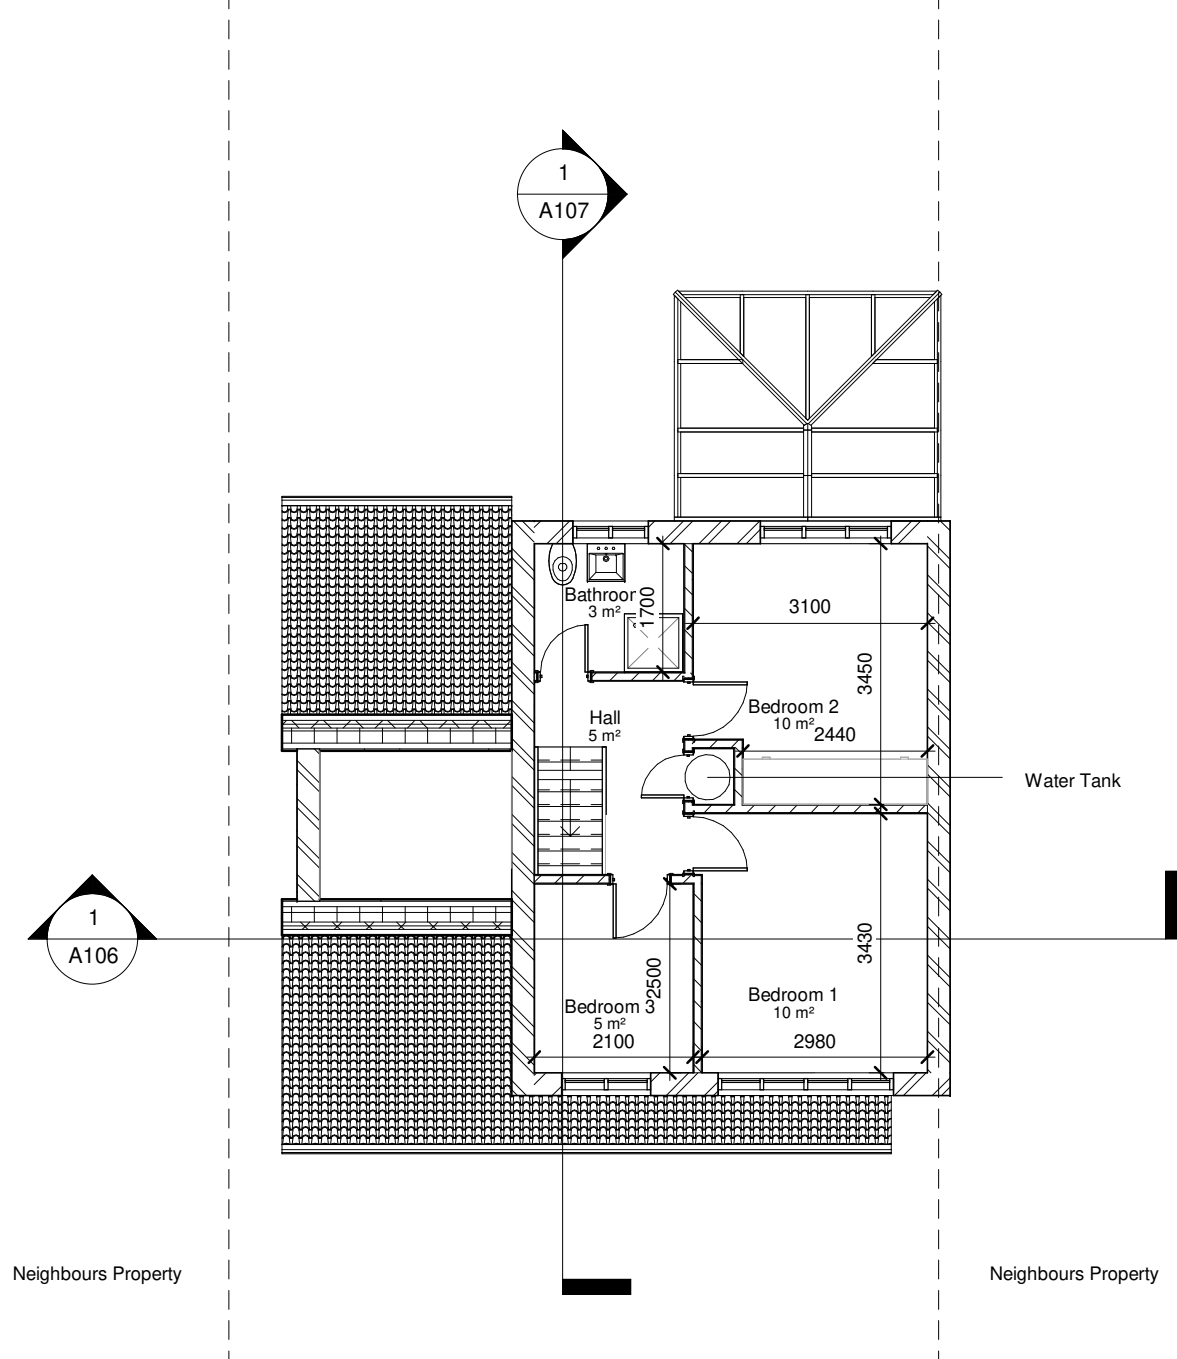 1
A107
Bathroom
3 m²
1700
3100
3450
Bedroom 2
10 m²
2440
Hall
5 m²
Water Tank
1
A106
3430
2500
Bedroom 3
5 m²
2100
Bedroom 1
10 m²
2980
Neighbours Property
Neighbours Property